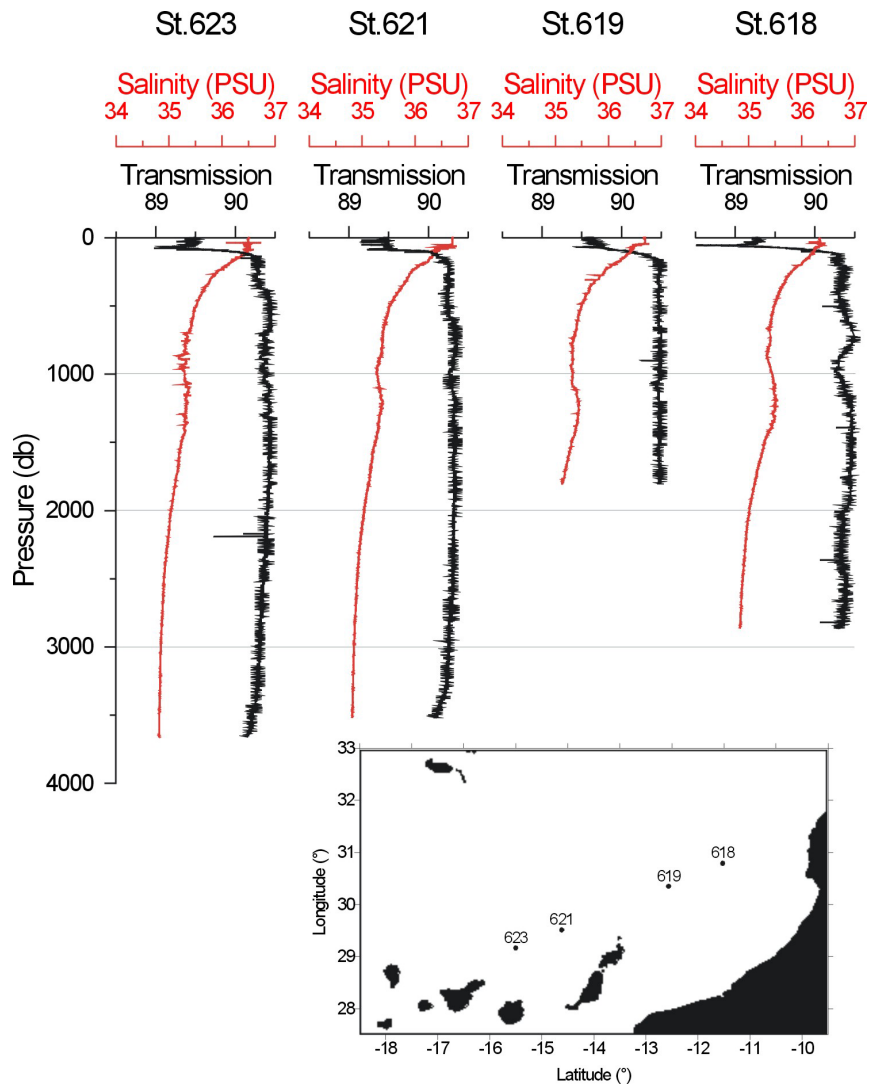 St.623 St.621 St.619 St.618
Salinity (PSU) Salinity (PSU) Salinity (PSU) Salinity (PSU)
34 35 36 37 34 35 36 37 34 35 36 37 34 35 36 37
Transmission Transmission Transmission Transmission
89 90 89 90 89 90 89 90
0
1000
2000
3000
4000
Pressure (db)
33
32
31
30
29
28
Longitude (°)
618
619
621
623
-18 -17 -16 -15 -14 -13 -12 -11 -10
Latitude (°)